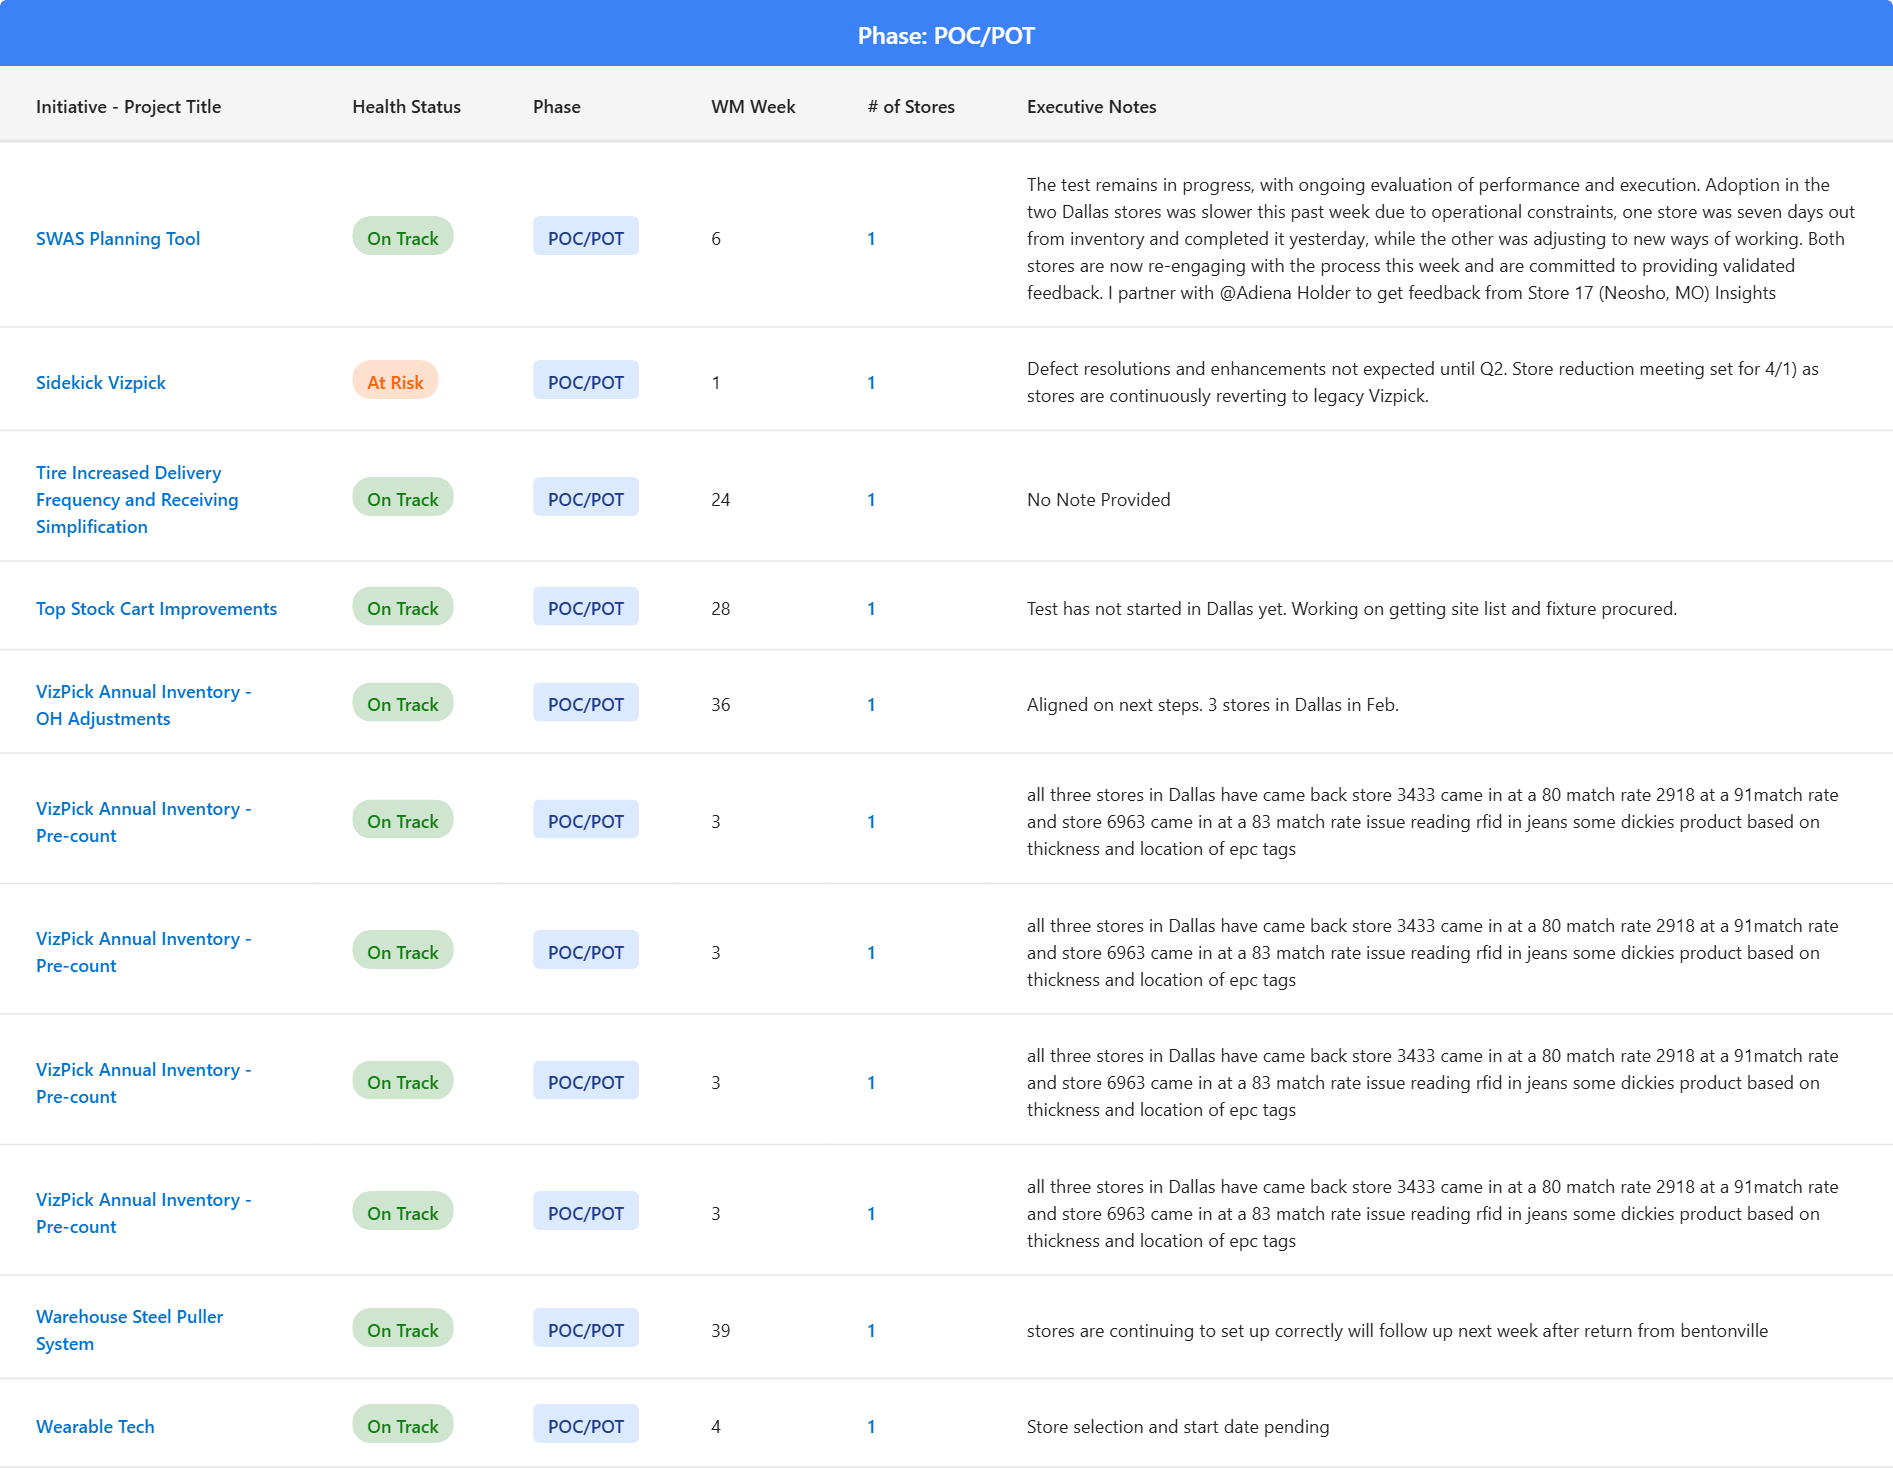 Phase: POC/POT
Initiative - Project Title
Health Status
Phase
WM Week
# of Stores
Executive Notes
SWAS Planning Tool
On Track
POC/POT
6
1
The test remains in progress, with ongoing evaluation of performance and execution. Adoption in the
two Dallas stores was slower this past week due to operational constraints, one store was seven days out
from inventory and completed it yesterday, while the other was adjusting to new ways of working. Both
stores are now re-engaging with the process this week and are committed to providing validated
feedback. I partner with @Adiena Holder to get feedback from Store 17 (Neosho, MO) Insights
Sidekick Vizpick
At Risk
POC/POT
1
1
Defect resolutions and enhancements not expected until Q2. Store reduction meeting set for 4/1) as
stores are continuously reverting to legacy Vizpick.
Tire Increased Delivery
Frequency and Receiving
Simplification
On Track
POC/POT
24
1
No Note Provided
Top Stock Cart Improvements
On Track
POC/POT
28
1
Test has not started in Dallas yet. Working on getting site list and fixture procured.
VizPick Annual Inventory -
OH Adjustments
On Track
POC/POT
36
1
Aligned on next steps. 3 stores in Dallas in Feb.
VizPick Annual Inventory -
Pre-count
On Track
POC/POT
3
1
all three stores in Dallas have came back store 3433 came in at a 80 match rate 2918 at a 91match rate
and store 6963 came in at a 83 match rate issue reading rfid in jeans some dickies product based on
thickness and location of epc tags
VizPick Annual Inventory -
Pre-count
On Track
POC/POT
3
1
all three stores in Dallas have came back store 3433 came in at a 80 match rate 2918 at a 91match rate
and store 6963 came in at a 83 match rate issue reading rfid in jeans some dickies product based on
thickness and location of epc tags
VizPick Annual Inventory -
Pre-count
On Track
POC/POT
3
1
all three stores in Dallas have came back store 3433 came in at a 80 match rate 2918 at a 91match rate
and store 6963 came in at a 83 match rate issue reading rfid in jeans some dickies product based on
thickness and location of epc tags
VizPick Annual Inventory -
Pre-count
On Track
POC/POT
3
1
all three stores in Dallas have came back store 3433 came in at a 80 match rate 2918 at a 91match rate
and store 6963 came in at a 83 match rate issue reading rfid in jeans some dickies product based on
thickness and location of epc tags
Warehouse Steel Puller
System
On Track
POC/POT
39
1
stores are continuing to set up correctly will follow up next week after return from bentonville
Wearable Tech
On Track
POC/POT
4
1
Store selection and start date pending